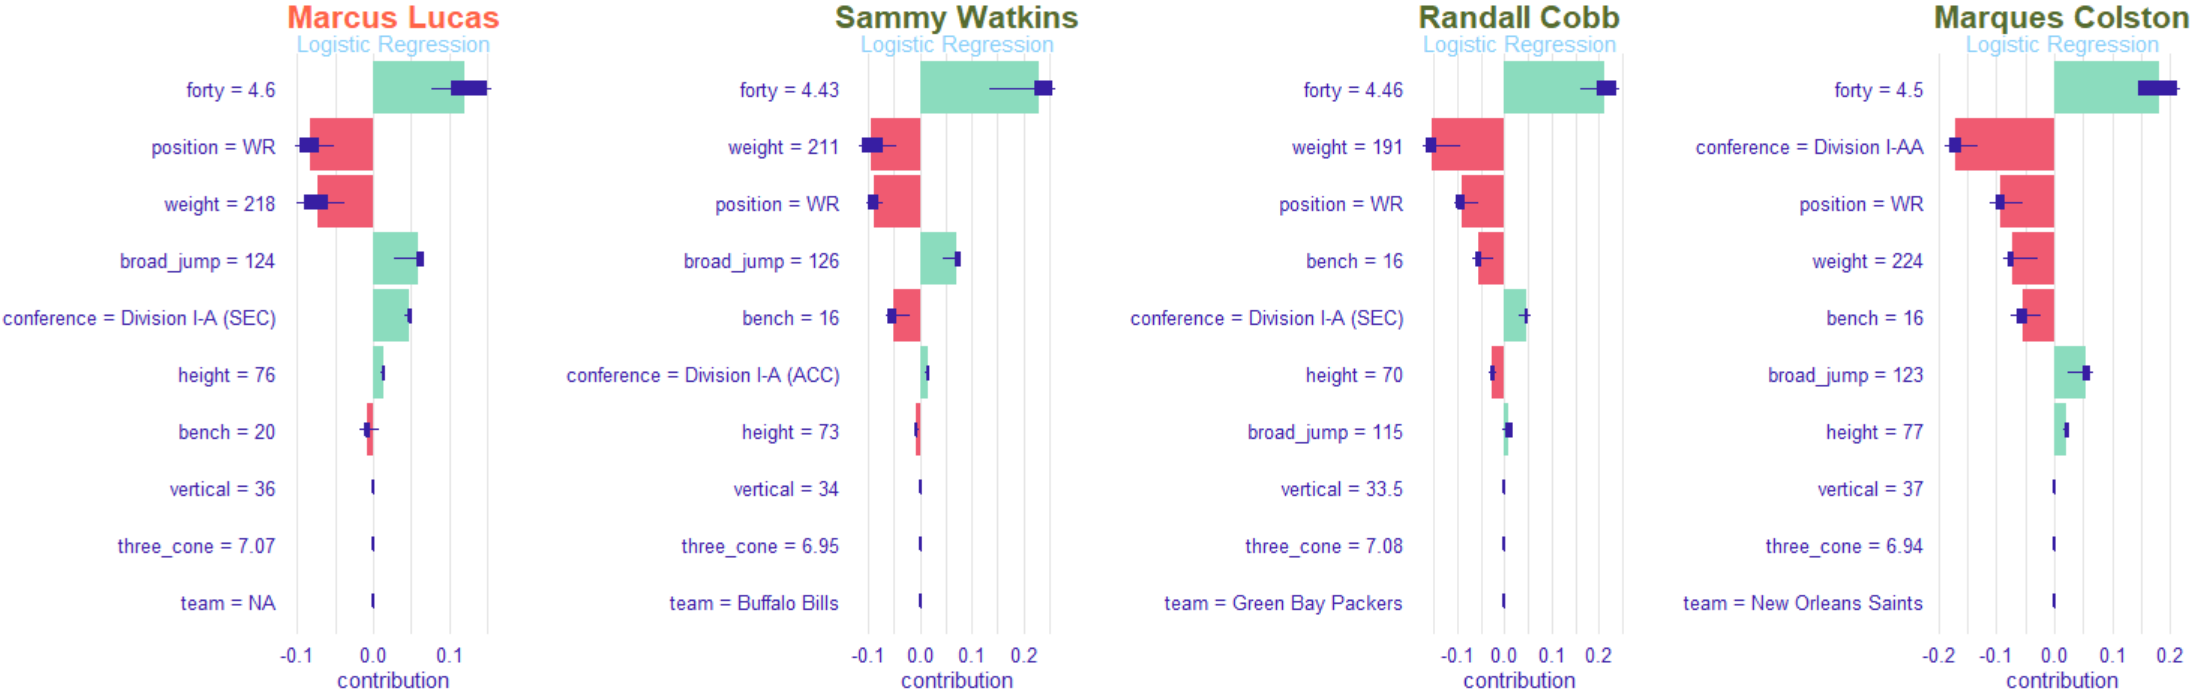 Marcus Lucas
Logistic Regression
forty = 4.6
position = WR
weight = 218
broad_jump = 124
conference = Division I-A (SEC)
height = 76
bench = 20
vertical = 36
three_cone = 7.07
team = NA
-0.1 0.0 0.1
contribution
Sammy Watkins
Logistic Regression
forty = 4.43
weight = 211
position = WR
broad_jump = 126
bench = 16
conference = Division I-A (ACC)
height = 73
vertical = 34
three_cone = 6.95
team = Buffalo Bills
-0.1 0.0 0.1 0.2
contribution
Randall Cobb
Logistic Regression
forty = 4.46
weight = 191
position = WR
bench = 16
conference = Division I-A (SEC)
height = 70
broad_jump = 115
vertical = 33.5
three_cone = 7.08
team = Green Bay Packers
-0.1 0.0 0.1 0.2
contribution
Marques Colston
Logistic Regression
forty = 4.5
conference = Division I-AA
position = WR
weight = 224
bench = 16
broad_jump = 123
height = 77
vertical = 37
three_cone = 6.94
team = New Orleans Saints
-0.2 -0.1 0.0 0.1 0.2
contribution